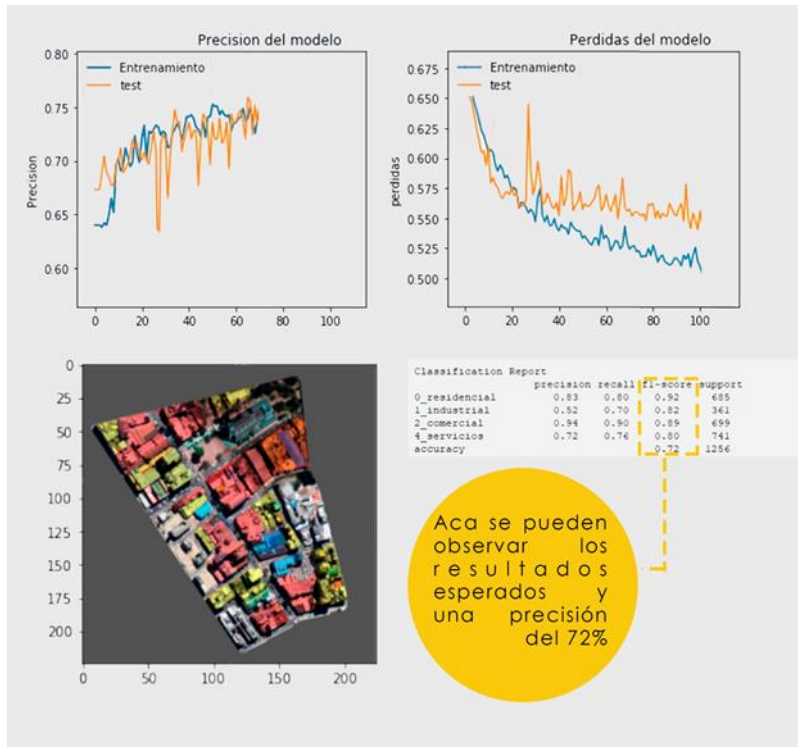 Precision del modelo
0.80
0.75
0.70
0.65
0.60
Precision
Entrenamiento
test
0 20 40 60 80 100
Perdidas del modelo
0.675
0.650
0.625
0.600
0.575
0.550
0.525
0.500
perdidas
Entrenamiento
test
0 20 40 60 80 100
0
25
50
75
100
125
150
175
200
0 50 100 150 200
Classification Report
precision recall f1-score support
0_residencial 0.83 0.80 0.92 685
1_industrial 0.52 0.70 0.82 361
2_comercial 0.94 0.90 0.89 699
4_servicios 0.72 0.76 0.80 741
accuracy 0.72 1256
Aca se pueden
observar los
resultados
esperados y
una precisión
del 72%